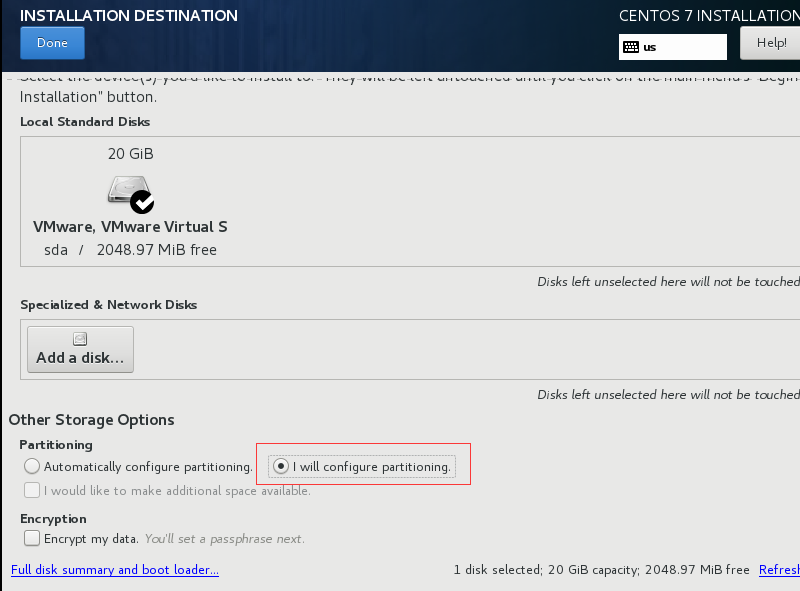 INSTALLATION DESTINATION
CENTOS 7 INSTALLATION
Done
us
Help!
Select the device(s) you'd like to install to. They will be left untouched until you click on the main menu's "Begin
Installation" button.
Local Standard Disks
20 GiB
VMware, VMware Virtual S
sda / 2048.97 MiB free
Disks left unselected here will not be touched
Specialized & Network Disks
Add a disk...
Disks left unselected here will not be touched
Other Storage Options
Partitioning
Automatically configure partitioning. I will configure partitioning.
I would like to make additional space available.
Encryption
Encrypt my data. You'll set a passphrase next.
Full disk summary and boot loader... 1 disk selected; 20 GiB capacity; 2048.97 MiB free Refresh